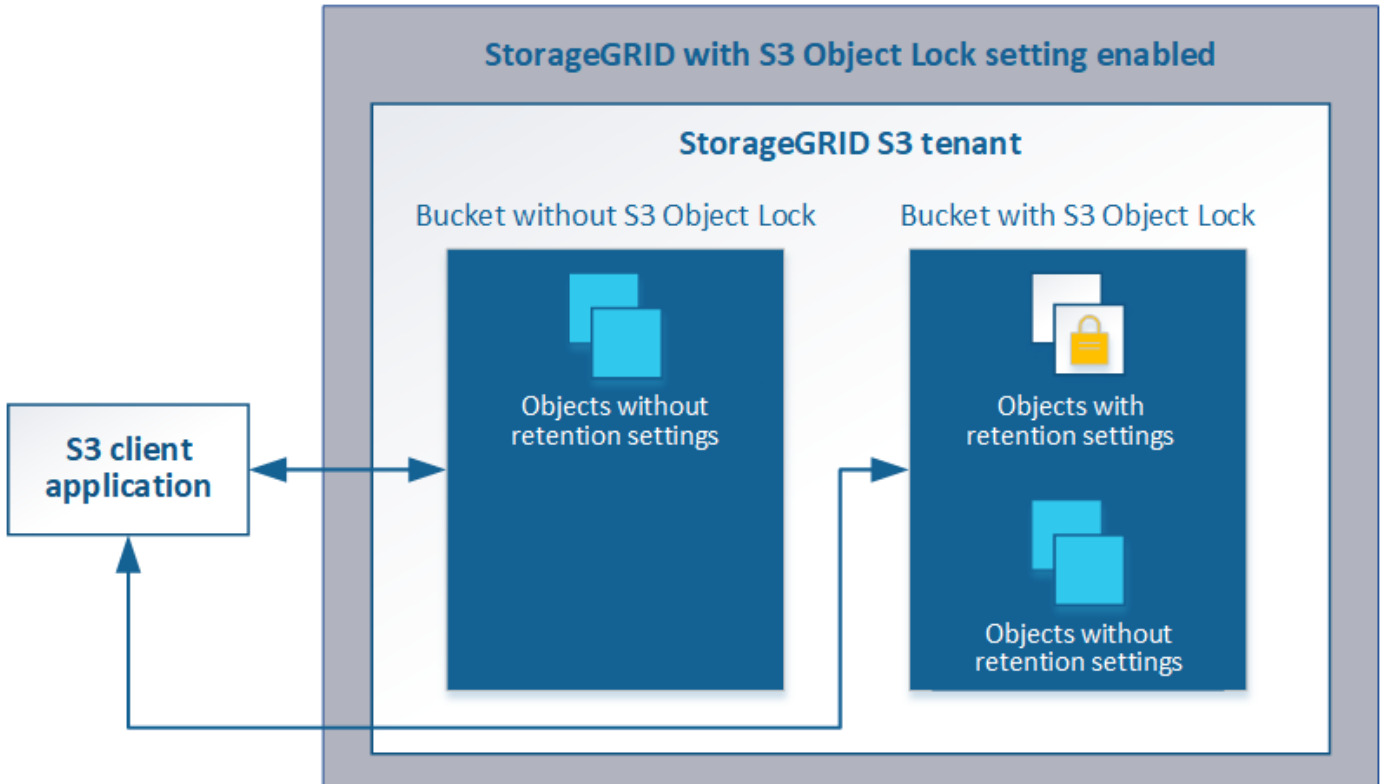 StorageGRID with S3 Object Lock setting enabled
StorageGRID S3 tenant
Bucket without S3 Object Lock
Bucket with S3 Object Lock
Objects without
retention settings
Objects with
retention settings
S3 client
application
Objects without
retention settings